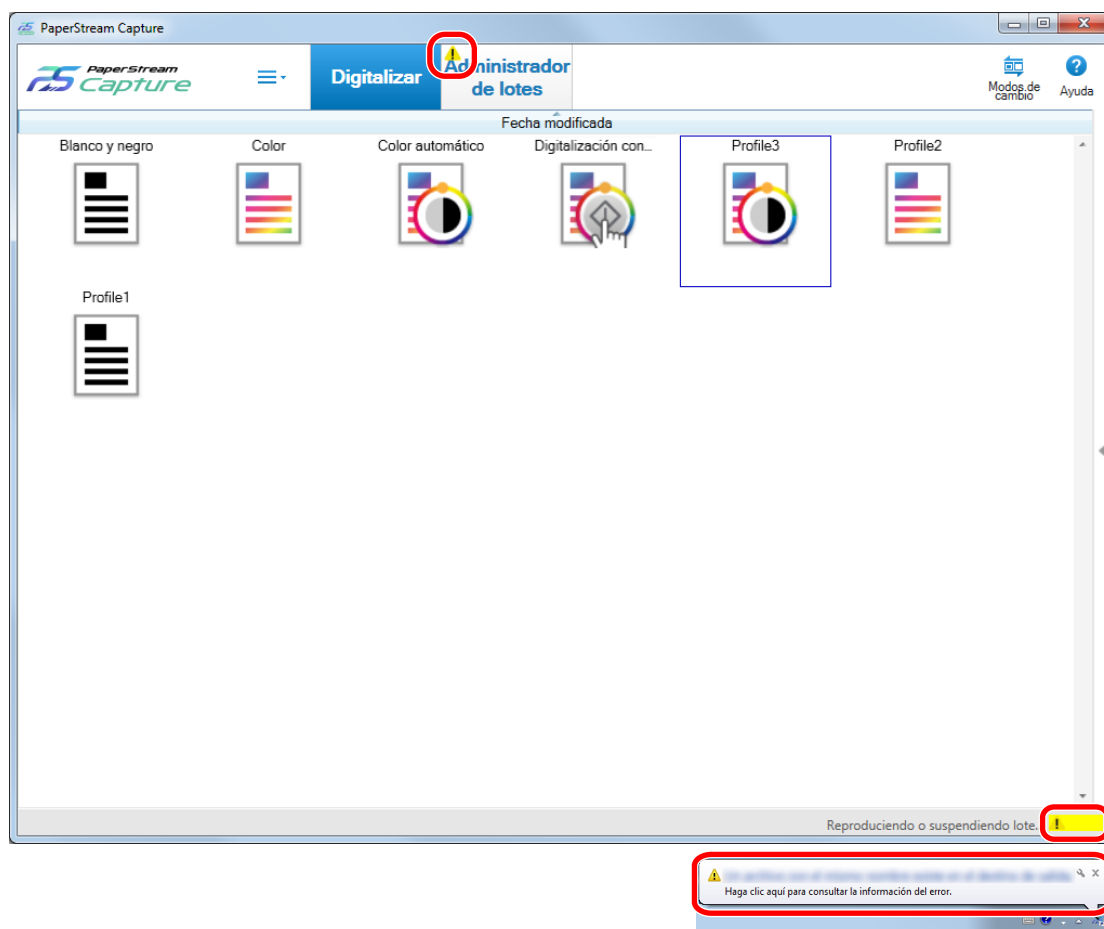 PaperStream Capture
PaperStream
Capture
Digitalizar
Administrador
de lotes
Modos de
cambio
Ayuda
Fecha modificada
Blanco y negro
Color
Color automático
Digitalización con...
Profile3
Profile2
Profile1
Reproduciendo o suspendiendo lote.
Haga clic aquí para consultar la información del error.